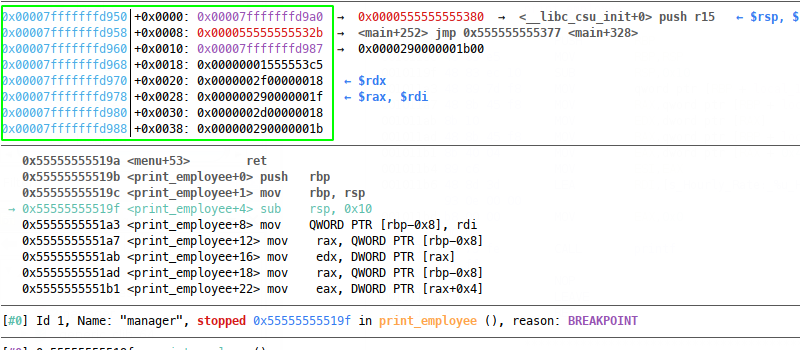 0x00007fffffffd950 +0x0000: 0x00007fffffffd9a0 → 0x0000555555555380 → <__libc_csu_init+0> push r15 ← $rsp, $
0x00007fffffffd958 +0x0008: 0x000055555555532b → <main+252> jmp 0x555555555377 <main+328>
0x00007fffffffd960 +0x0010: 0x00007fffffffd987 → 0x0000290000001b00
0x00007fffffffd968 +0x0018: 0x00000001555553c5
0x00007fffffffd970 +0x0020: 0x0000002f00000018 ← $rdx
0x00007fffffffd978 +0x0028: 0x000000290000001f ← $rax, $rdi
0x00007fffffffd980 +0x0030: 0x0000002d00000018
0x00007fffffffd988 +0x0038: 0x000000290000001b
0x55555555519a <menu+53> ret
0x55555555519b <print_employee+0> push rbp
0x55555555519c <print_employee+1> mov rbp, rsp
→ 0x55555555519f <print_employee+4> sub rsp, 0x10
0x5555555551a3 <print_employee+8> mov QWORD PTR [rbp-0x8], rdi
0x5555555551a7 <print_employee+12> mov rax, QWORD PTR [rbp-0x8]
0x5555555551ab <print_employee+16> mov edx, DWORD PTR [rax]
0x5555555551ad <print_employee+18> mov rax, QWORD PTR [rbp-0x8]
0x5555555551b1 <print_employee+22> mov eax, DWORD PTR [rax+0x4]
[#0] Id 1, Name: "manager", stopped 0x55555555519f in print_employee (), reason: BREAKPOINT